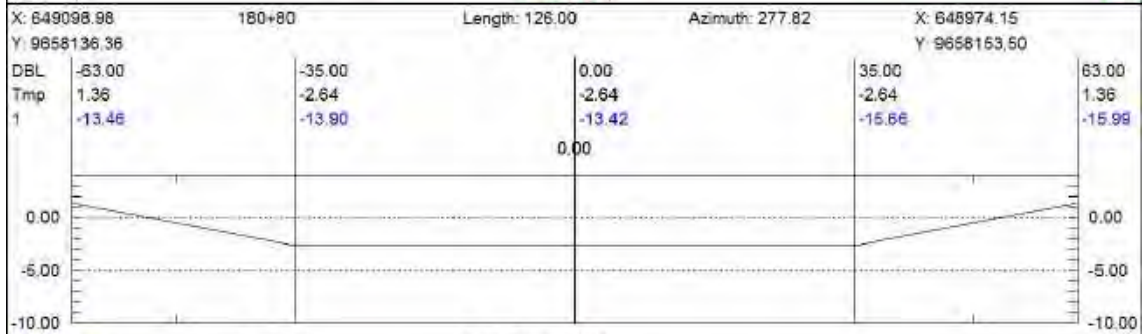 X: 649098.98 180+80 Length: 126.00 Azimuth: 277.82 X: 648974.15
Y: 9658136.36 Y: 9658153.50
DBL -63.00 -35.00 0.00 35.00 63.00
Tmp 1.36 -2.64 -2.64 -2.64 1.36
1 -13.46 -13.90 -13.42 -15.66 -15.99
0.00
0.00 0.00
-5.00 -5.00
-10.00 -10.00